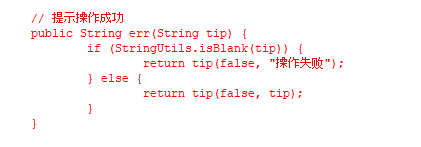 // 提示操作成功
public String err(String tip) {
if (StringUtils.isBlank(tip)) {
return tip(false, "操作失败");
} else {
return tip(false, tip);
}
}